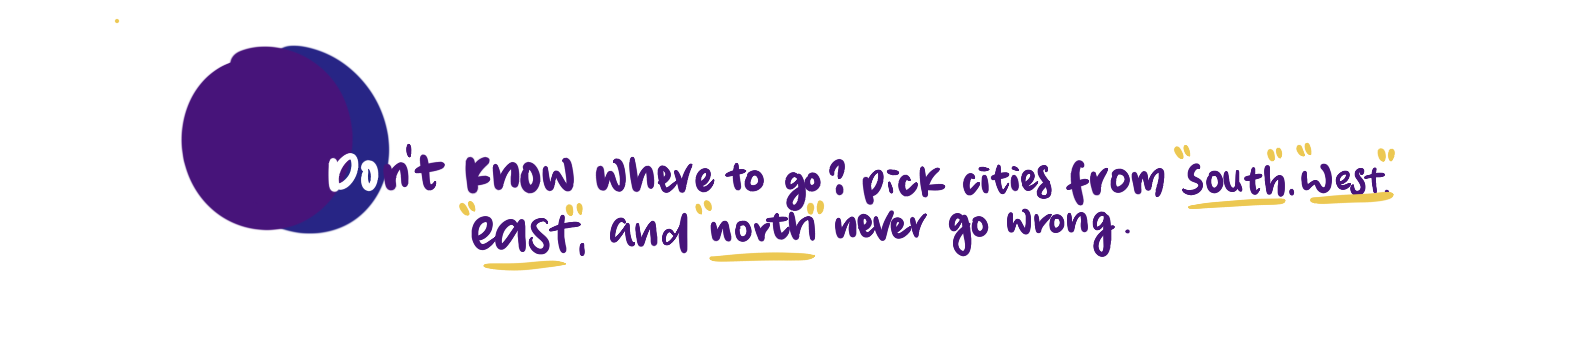 Don't know where to go? pick cities from "South". "West".
"east", and "north" never go wrong.